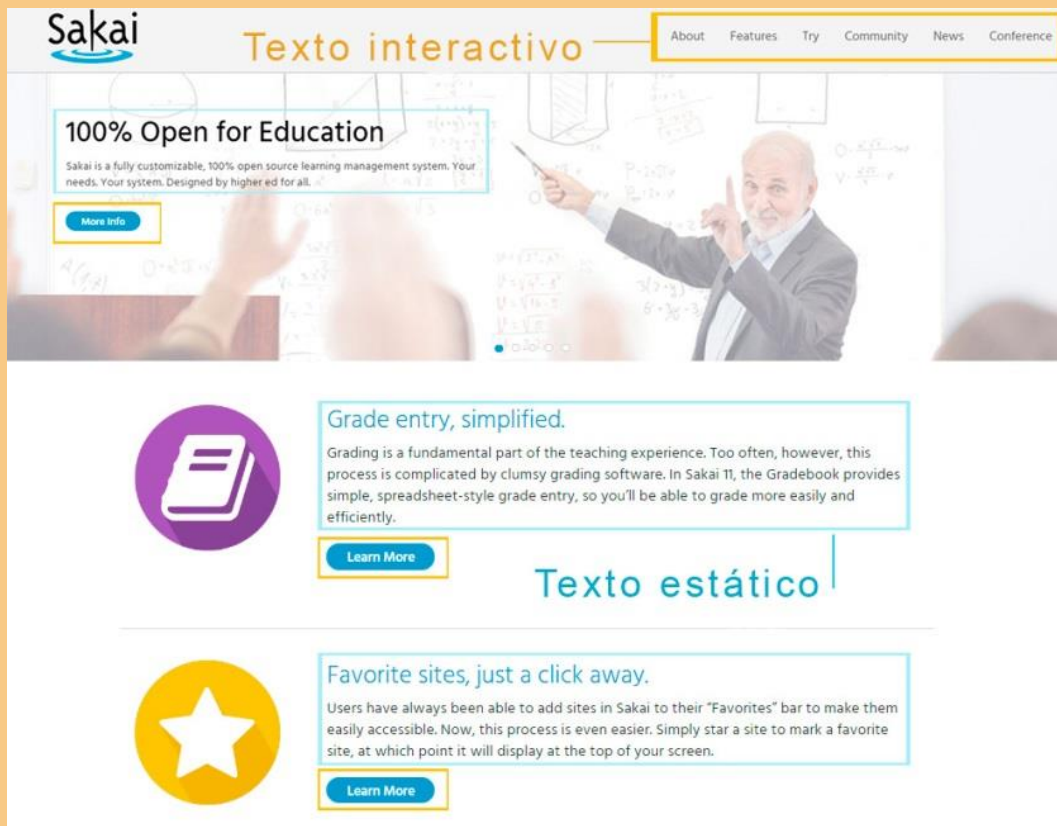 Sakai
Texto interactivo
About Features Try Community News Conference
100% Open for Education
Sakai is a fully customizable, 100% open source learning management system. Your
needs. Your system. Designed by higher ed for all.
More Info
Grade entry, simplified.
Grading is a fundamental part of the teaching experience. Too often, however, this
process is complicated by clumsy grading software. In Sakai 11, the Gradebook provides
simple, spreadsheet-style grade entry, so you'll be able to grade more easily and
efficiently.
Learn More
Texto estático
Favorite sites, just a click away.
Users have always been able to add sites in Sakai to their "Favorites" bar to make them
easily accessible. Now, this process is even easier. Simply star a site to mark a favorite
site, at which point it will display at the top of your screen.
Learn More